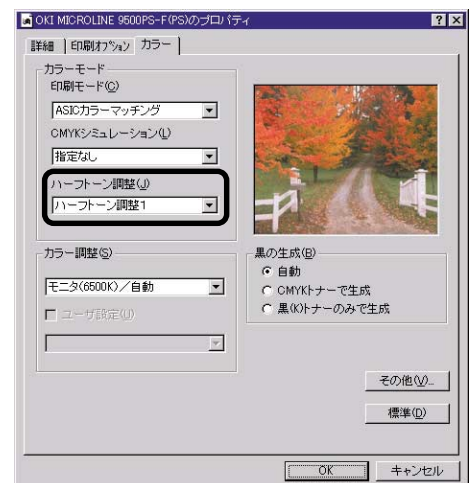 OKI MICROLINE 9500PS-F(PS)のプロパティ
詳細 印刷オプション カラー
カラーモード
印刷モード(C)
ASICカラーマッチング
CMYKシミュレーション(L)
指定なし
ハーフトーン調整(J)
ハーフトーン調整1
カラー調整(S)
モニタ(6500K)/自動
ユーザ設定(U)
黒の生成(B)
自動
CMYKトナーで生成
黒(K)トナーのみで生成
その他(V)...
標準(D)
OK キャンセル